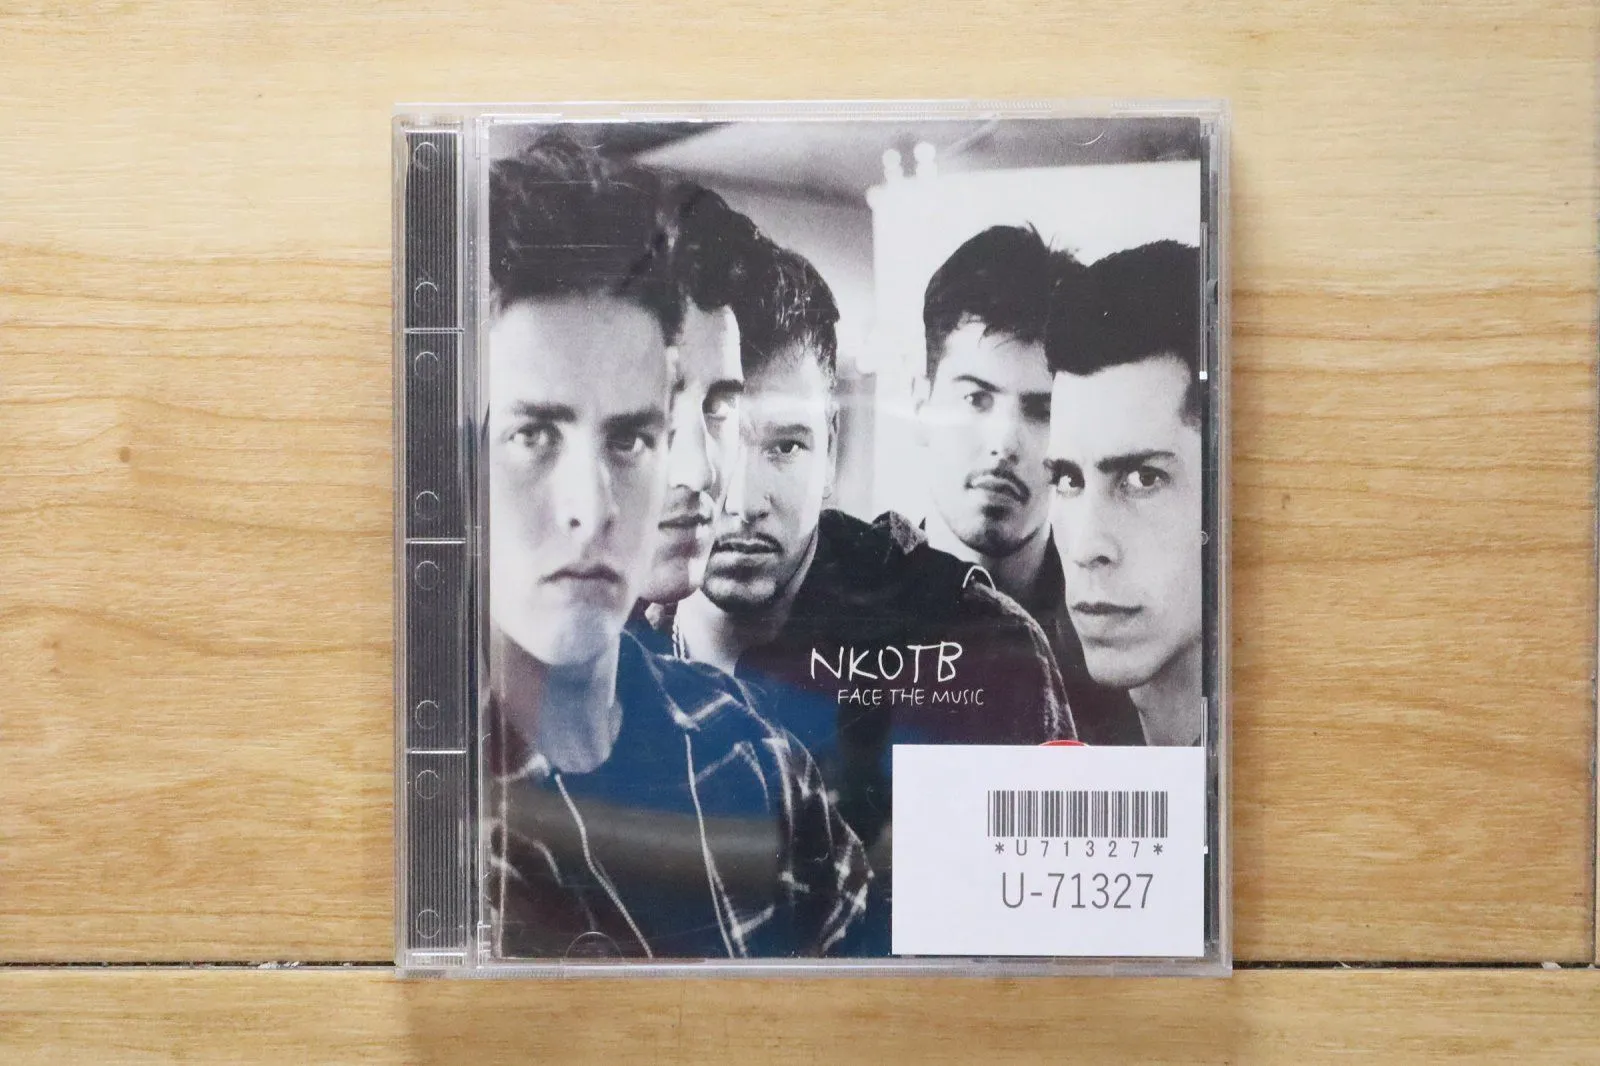 NKOTB
FACE THE MUSIC
*U71327*
U-71327